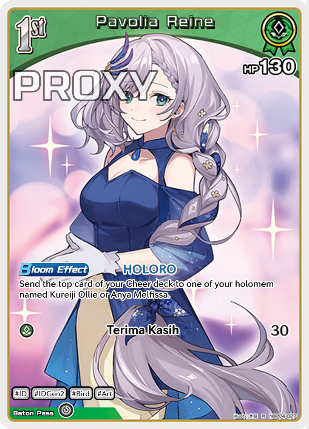 Pavolia Reine
1st
HP130
PROXY
Bloom Effect HOLORO
Send the top card of your Cheer deck to one of your holomem
named Kureiji Ollie or Anya Melfissa.
Terima Kasih 30
#ID #IDGen2 #Bird #Art
Baton Pass